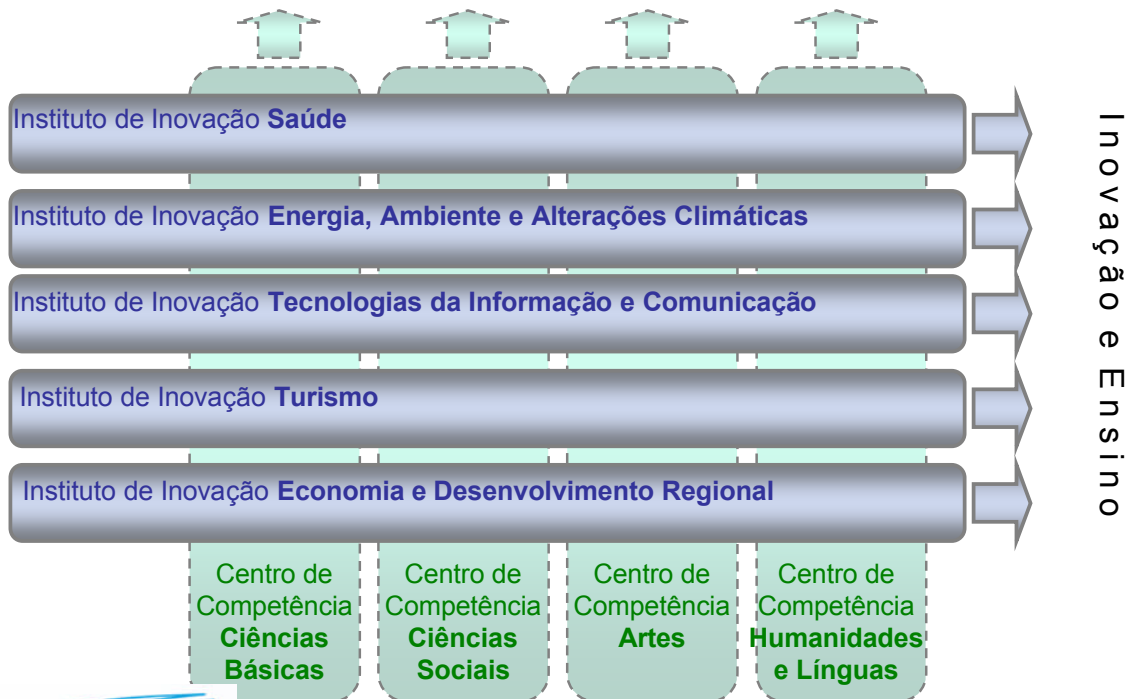 Instituto de Inovação Saúde
Instituto de Inovação Energia, Ambiente e Alterações Climáticas
Instituto de Inovação Tecnologias da Informação e Comunicação
Instituto de Inovação Turismo
Instituto de Inovação Economia e Desenvolvimento Regional
Centro de
Competência
Ciências
Básicas
Centro de
Competência
Ciências
Sociais
Centro de
Competência
Artes
Centro de
Competência
Humanidades
e Línguas
Inovação e Ensino